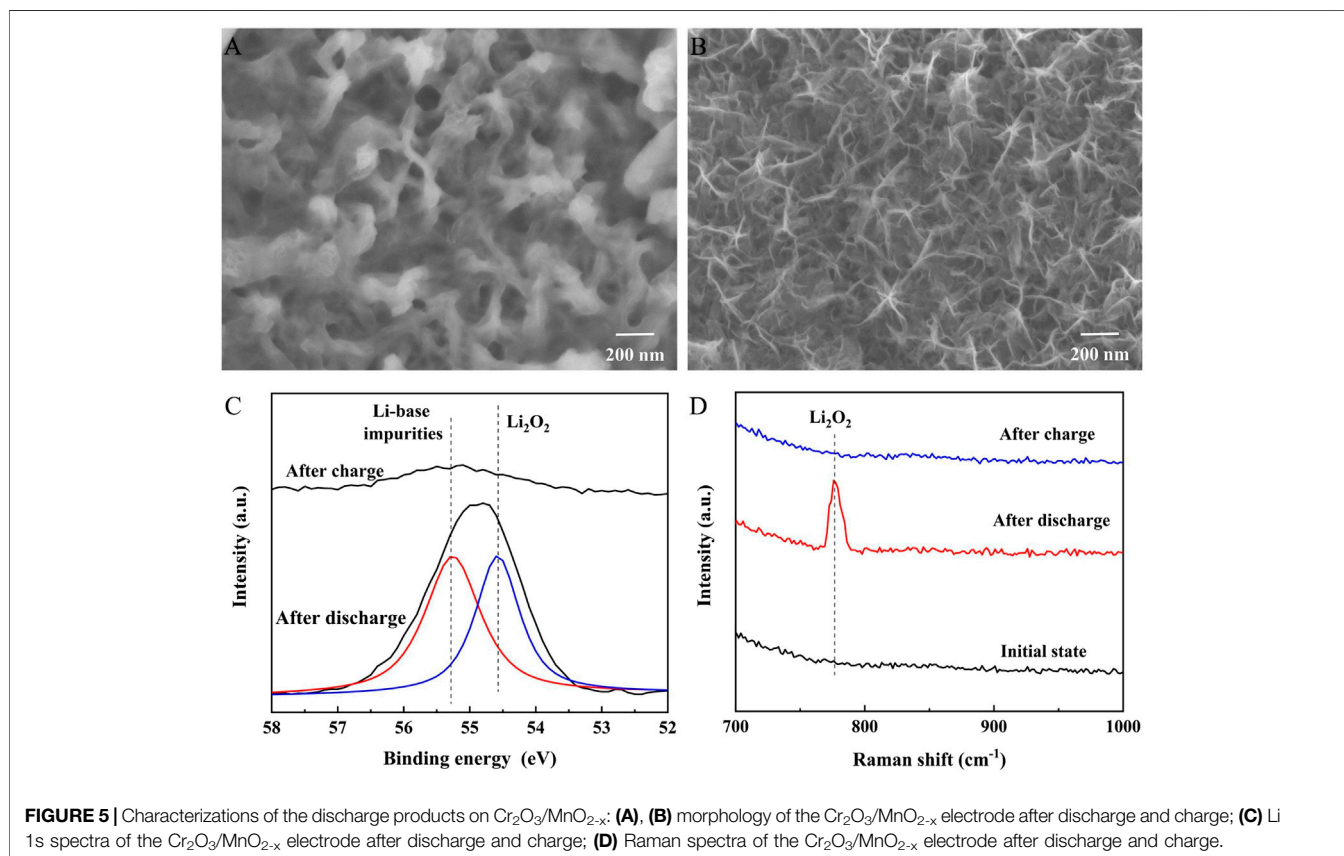 A
B
200 nm
200 nm
C
Li-base
impurities
Li₂O₂
After charge
After discharge
Intensity (a.u.)
58 57 56 55 54 53 52
Binding energy (eV)
D
Li₂O₂
After charge
After discharge
Initial state
Intensity (a.u.)
700 800 900 1000
Raman shift (cm⁻¹)
FIGURE 5 | Characterizations of the discharge products on Cr₂O₃/MnO₂₋ₓ: (A), (B) morphology of the Cr₂O₃/MnO₂₋ₓ electrode after discharge and charge; (C) Li
1s spectra of the Cr₂O₃/MnO₂₋ₓ electrode after discharge and charge; (D) Raman spectra of the Cr₂O₃/MnO₂₋ₓ electrode after discharge and charge.